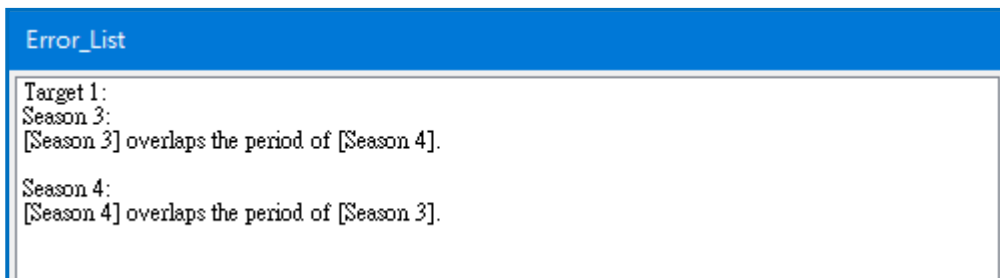 Error_List
Target 1:
Season 3:
[Season 3] overlaps the period of [Season 4].
Season 4:
[Season 4] overlaps the period of [Season 3].